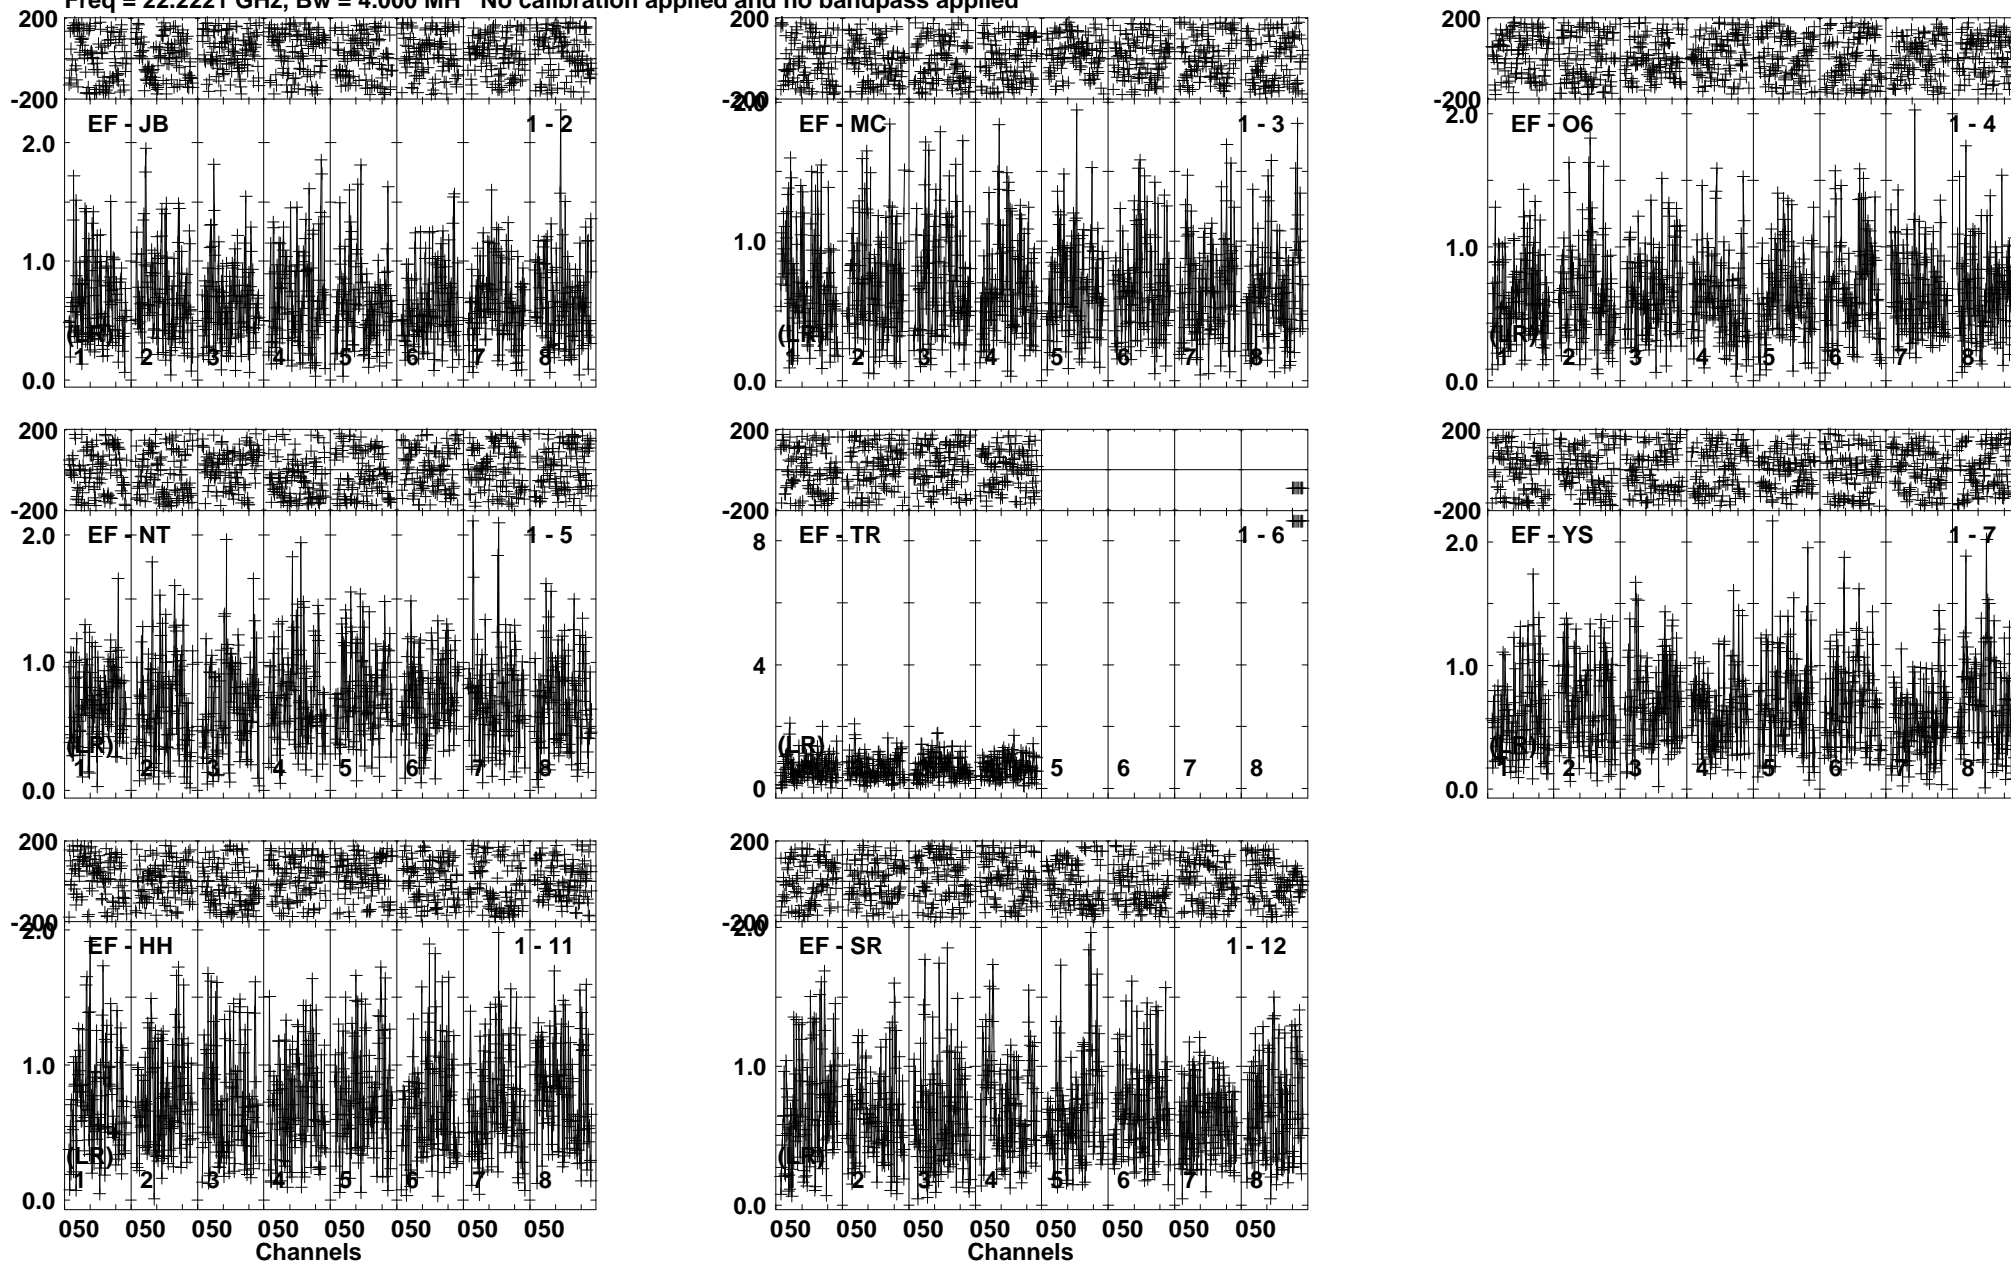 Freq = 22.2221 GHz, Bw = 4.000 MH No calibration applied and no bandpass applied
200
-200
EF - JB
1 - 2
2.0
1.0
0.0
(LR)
1 2 3 4 5 6 7 8
200
-200
2.0
EF - MC
1 - 3
1.0
0.0
(LR)
1 2 3 4 5 6 7 8
200
-200
2.0
EF - O6
1 - 4
1.0
0.0
(LR)
1 2 3 4 5 6 7 8
200
-200
2.0
EF - NT
1 - 5
1.0
0.0
(LR)
1 2 3 4 5 6 7 8
200
-200
EF - TR
1 - 6
8
4
0
(LR)
1 2 3 4 5 6 7 8
200
-200
EF - YS
1 - 7
2.0
1.0
0.0
(LR)
1 2 3 4 5 6 7 8
200
-200
2.0
EF - HH
1 - 11
1.0
0.0
(LR)
1 2 3 4 5 6 7 8
050 050 050 050 050 050 050 050
Channels
200
-200
2.0
EF - SR
1 - 12
1.0
0.0
(LR)
1 2 3 4 5 6 7 8
050 050 050 050 050 050 050 050
Channels